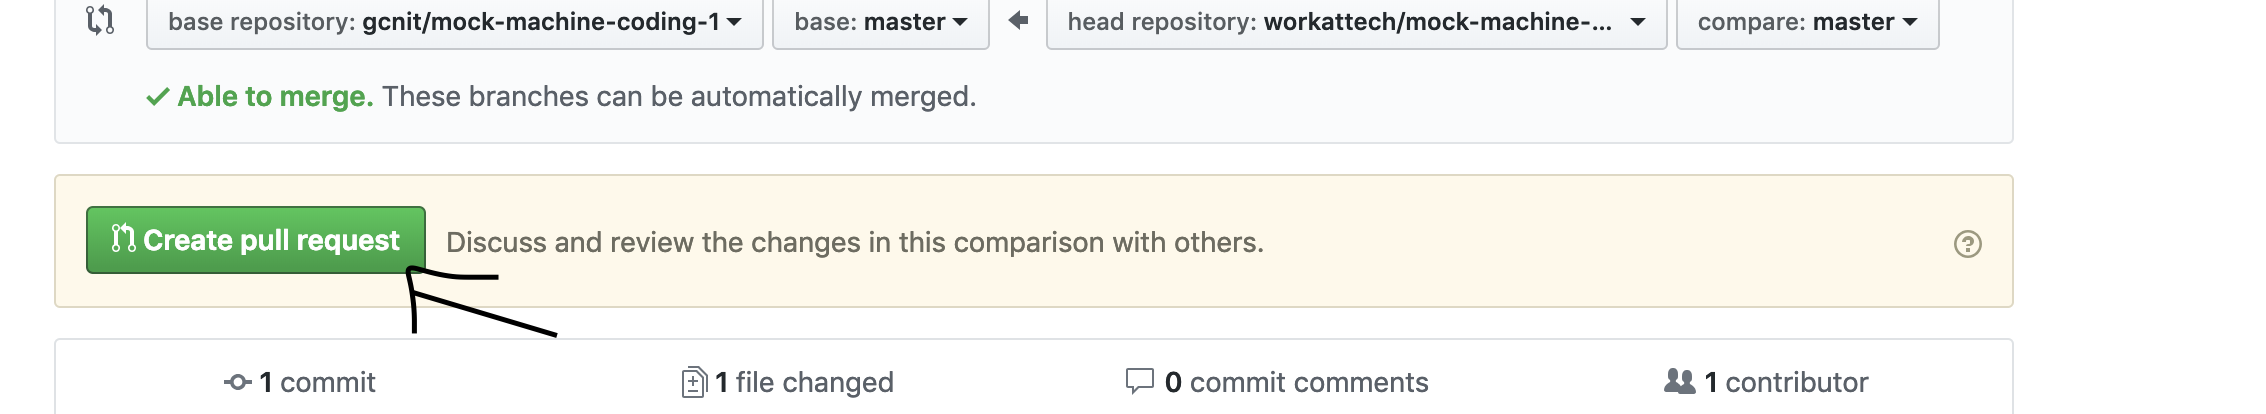 base repository: gcnit/mock-machine-coding-1 base: master head repository: workattech/mock-machine-... compare: master
Able to merge. These branches can be automatically merged.
Create pull request Discuss and review the changes in this comparison with others. ?
1 commit 1 file changed 0 commit comments 1 contributor